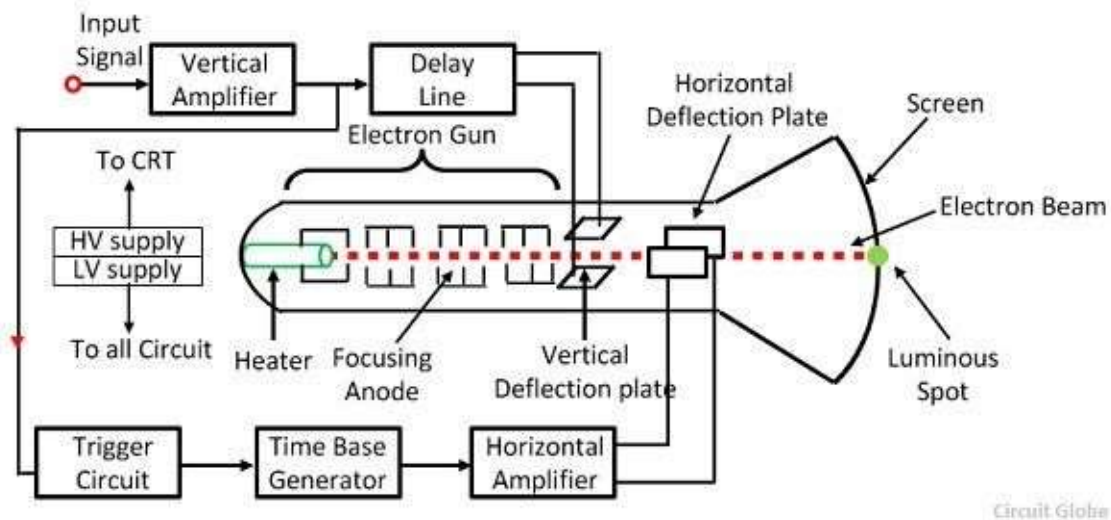 Input
Signal
Vertical
Amplifier
Delay
Line
Horizontal
Deflection Plate
Screen
Electron Gun
To CRT
Electron Beam
HV supply
LV supply
To all Circuit
Heater
Focusing
Anode
Vertical
Deflection plate
Luminous
Spot
Trigger
Circuit
Time Base
Generator
Horizontal
Amplifier
Circuit Globe